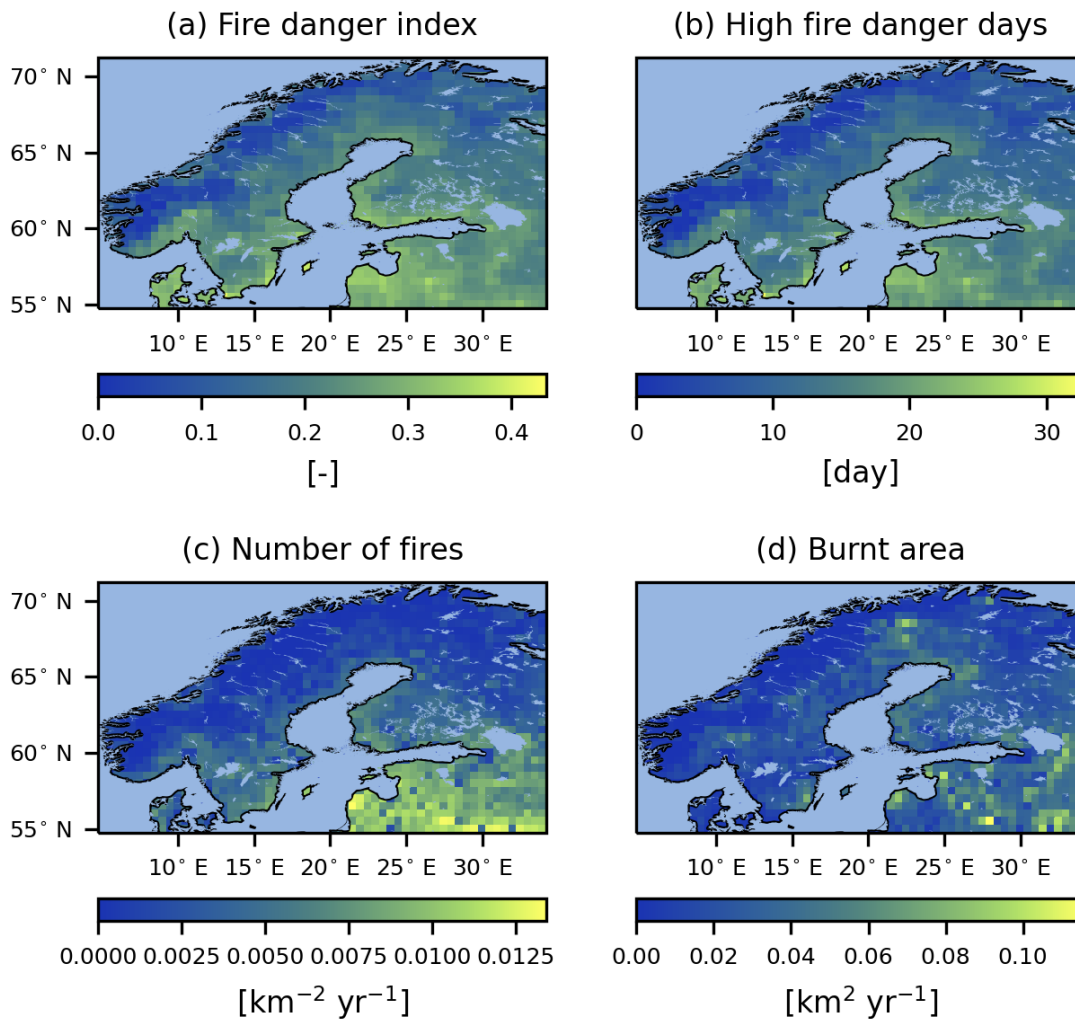 (a) Fire danger index
(b) High fire danger days
70° N
65° N
60° N
55° N
10° E 15° E 20° E 25° E 30° E
10° E 15° E 20° E 25° E 30° E
0.0 0.1 0.2 0.3 0.4
0 10 20 30
[-]
[day]
(c) Number of fires
(d) Burnt area
70° N
65° N
60° N
55° N
10° E 15° E 20° E 25° E 30° E
10° E 15° E 20° E 25° E 30° E
0.0000 0.0025 0.0050 0.0075 0.0100 0.0125
0.00 0.02 0.04 0.06 0.08 0.10
[km⁻² yr⁻¹]
[km² yr⁻¹]